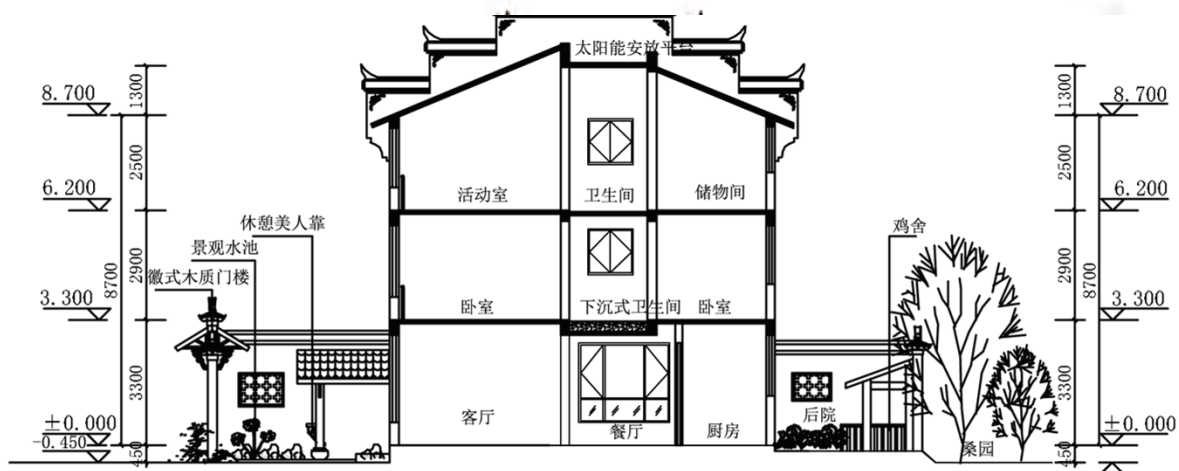 太阳能安放平台
1300
1300
8.700
8.700
2500
2500
活动室
卫生间
储物间
6.200
6.200
休憩美人靠
鸡舍
景观水池
2900
2900
8700
8700
徽式木质门楼
3.300
3.300
卧室
下沉式卫生间
卧室
3300
3300
客厅
餐厅
厨房
后院
±0.000
±0.000
-0.450
450
450
桑园